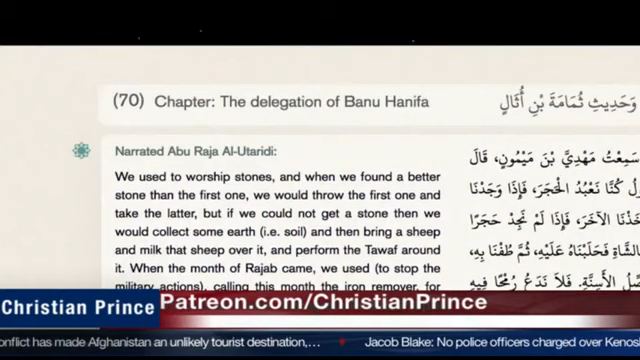 (70) Chapter: The delegation of Banu Hanifa
وَحَدِيثِ ثُمَامَةَ بْنِ أُثَالٍ
Narrated Abu Raja Al-Utaridi:
We used to worship stones, and when we found a better
stone than the first one, we would throw the first one and
take the latter, but if we could not get a stone then we
would collect some earth (i.e. soil) and then bring a sheep
and milk that sheep over it, and perform the Tawaf around
it. When the month of Rajab came, we used (to stop the
military actions), calling this month the iron remover, for
سَمِعْتُ مَهْدِيَّ بْنَ مَيْمُونٍ، قَالَ
كُنَّا نَعْبُدُ الْحَجَرَ، فَإِذَا وَجَدْنَا
الآخَرَ، فَإِذَا لَمْ نَجِدْ حَجَرًا
بِالشَّاةِ فَحَلَبْنَاهُ عَلَيْهِ، ثُمَّ طُفْنَا بِهِ،
الأَسِنَّةِ. فَلاَ نَدَعُ رُمْحًا فِيهِ
Christian Prince
Patreon.com/ChristianPrince
onflict has made Afghanistan an unlikely tourist destination,... ★ Jacob Blake: No police officers charged over Kenos